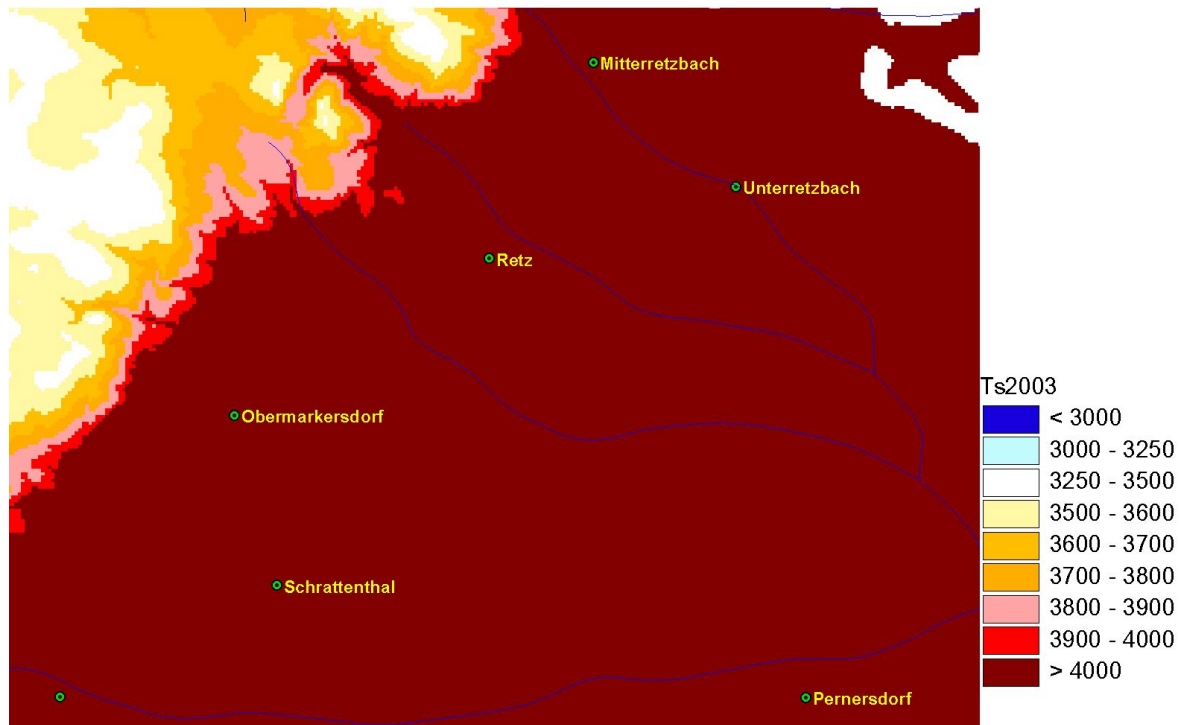 Mitterretzbach
Unterretzbach
Retz
Obermarkersdorf
Schrattenthal
Pernersdorf
Ts2003
< 3000
3000 - 3250
3250 - 3500
3500 - 3600
3600 - 3700
3700 - 3800
3800 - 3900
3900 - 4000
> 4000